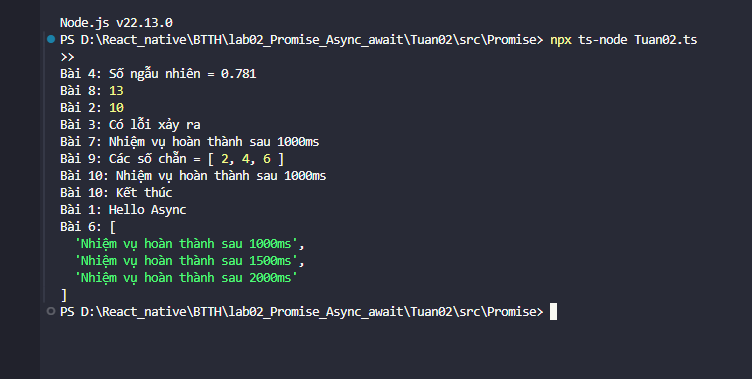 Node.js v22.13.0
PS D:\React_native\BTTH\lab02_Promise_Async_await\Tuan02\src\Promise> npx ts-node Tuan02.ts
>>
Bài 4: Số ngẫu nhiên = 0.781
Bài 8: 13
Bài 2: 10
Bài 3: Có lỗi xảy ra
Bài 7: Nhiệm vụ hoàn thành sau 1000ms
Bài 9: Các số chẵn = [ 2, 4, 6 ]
Bài 10: Nhiệm vụ hoàn thành sau 1000ms
Bài 10: Kết thúc
Bài 1: Hello Async
Bài 6: [
  'Nhiệm vụ hoàn thành sau 1000ms',
  'Nhiệm vụ hoàn thành sau 1500ms',
  'Nhiệm vụ hoàn thành sau 2000ms'
]
PS D:\React_native\BTTH\lab02_Promise_Async_await\Tuan02\src\Promise>